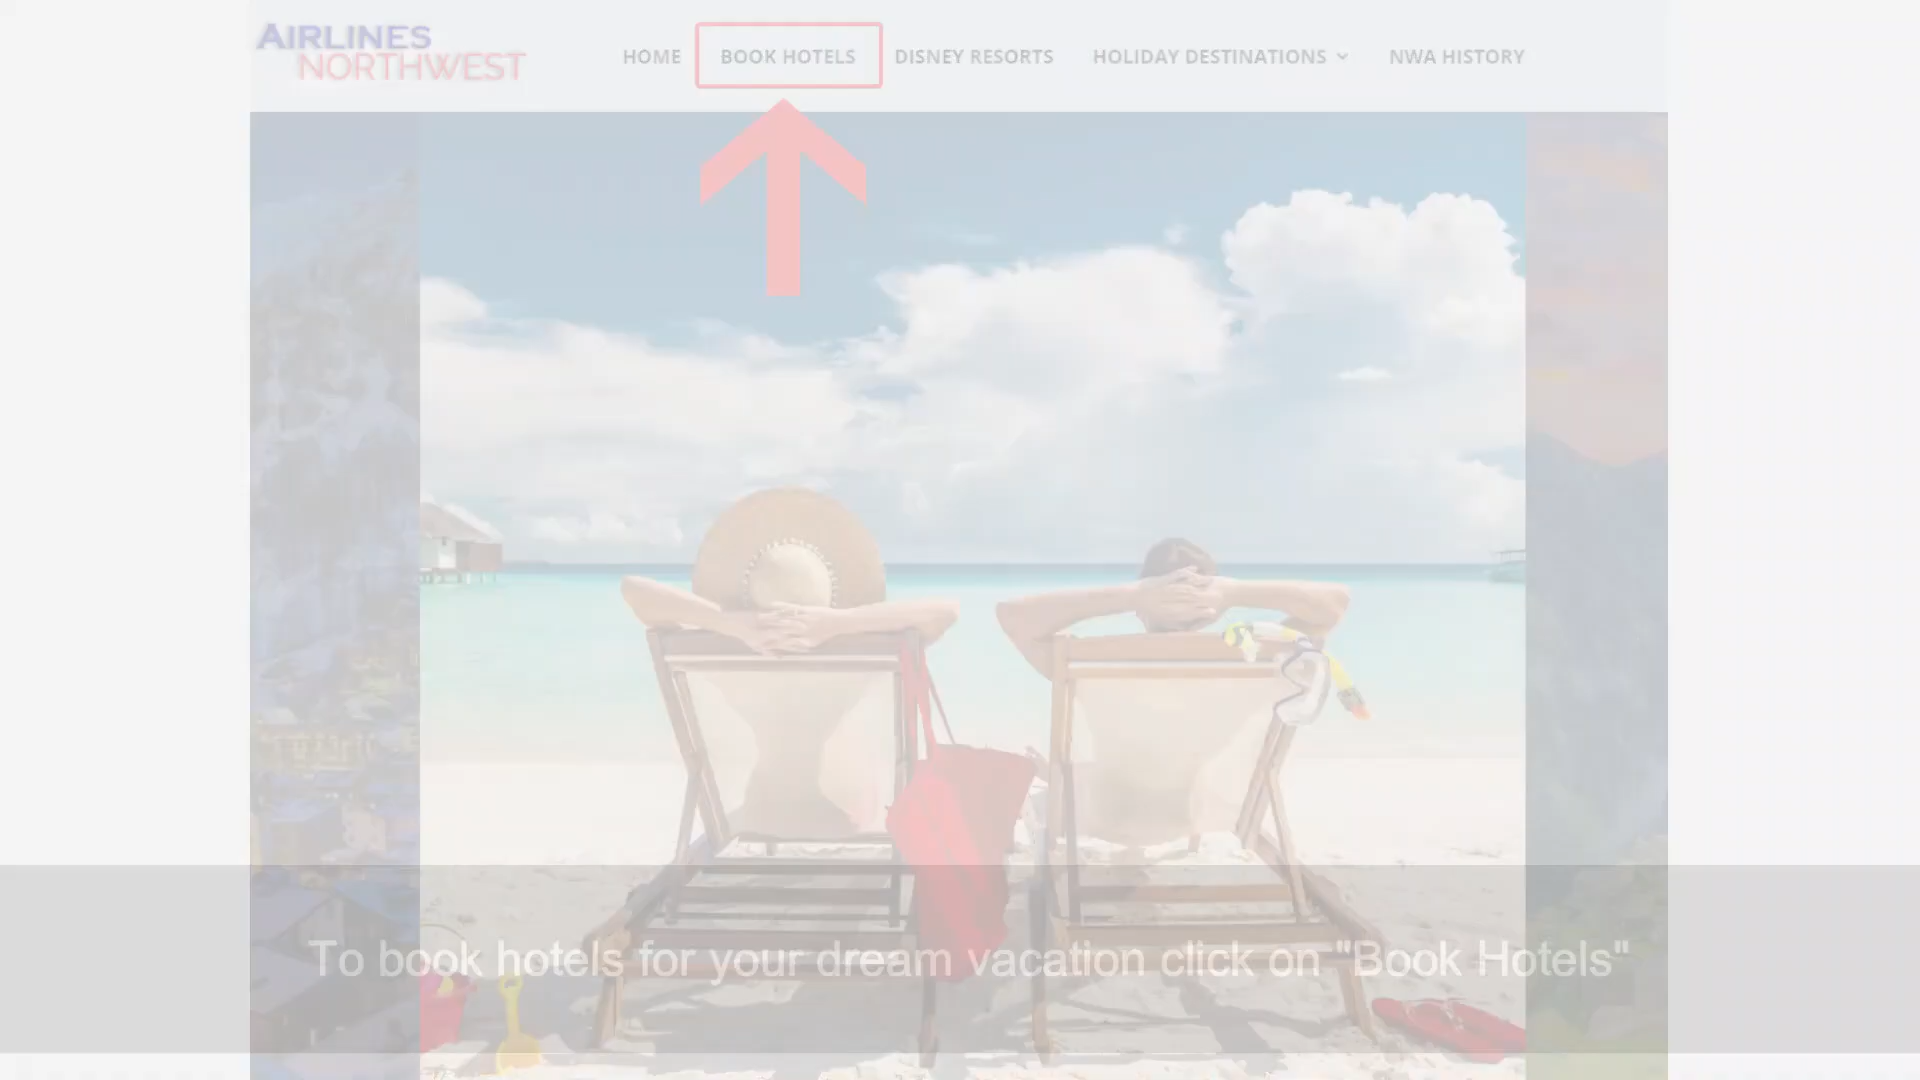 AIRLINES
NORTHWEST
HOME
BOOK HOTELS
DISNEY RESORTS
HOLIDAY DESTINATIONS
NWA HISTORY
To book hotels for your dream vacation click on "Book Hotels"